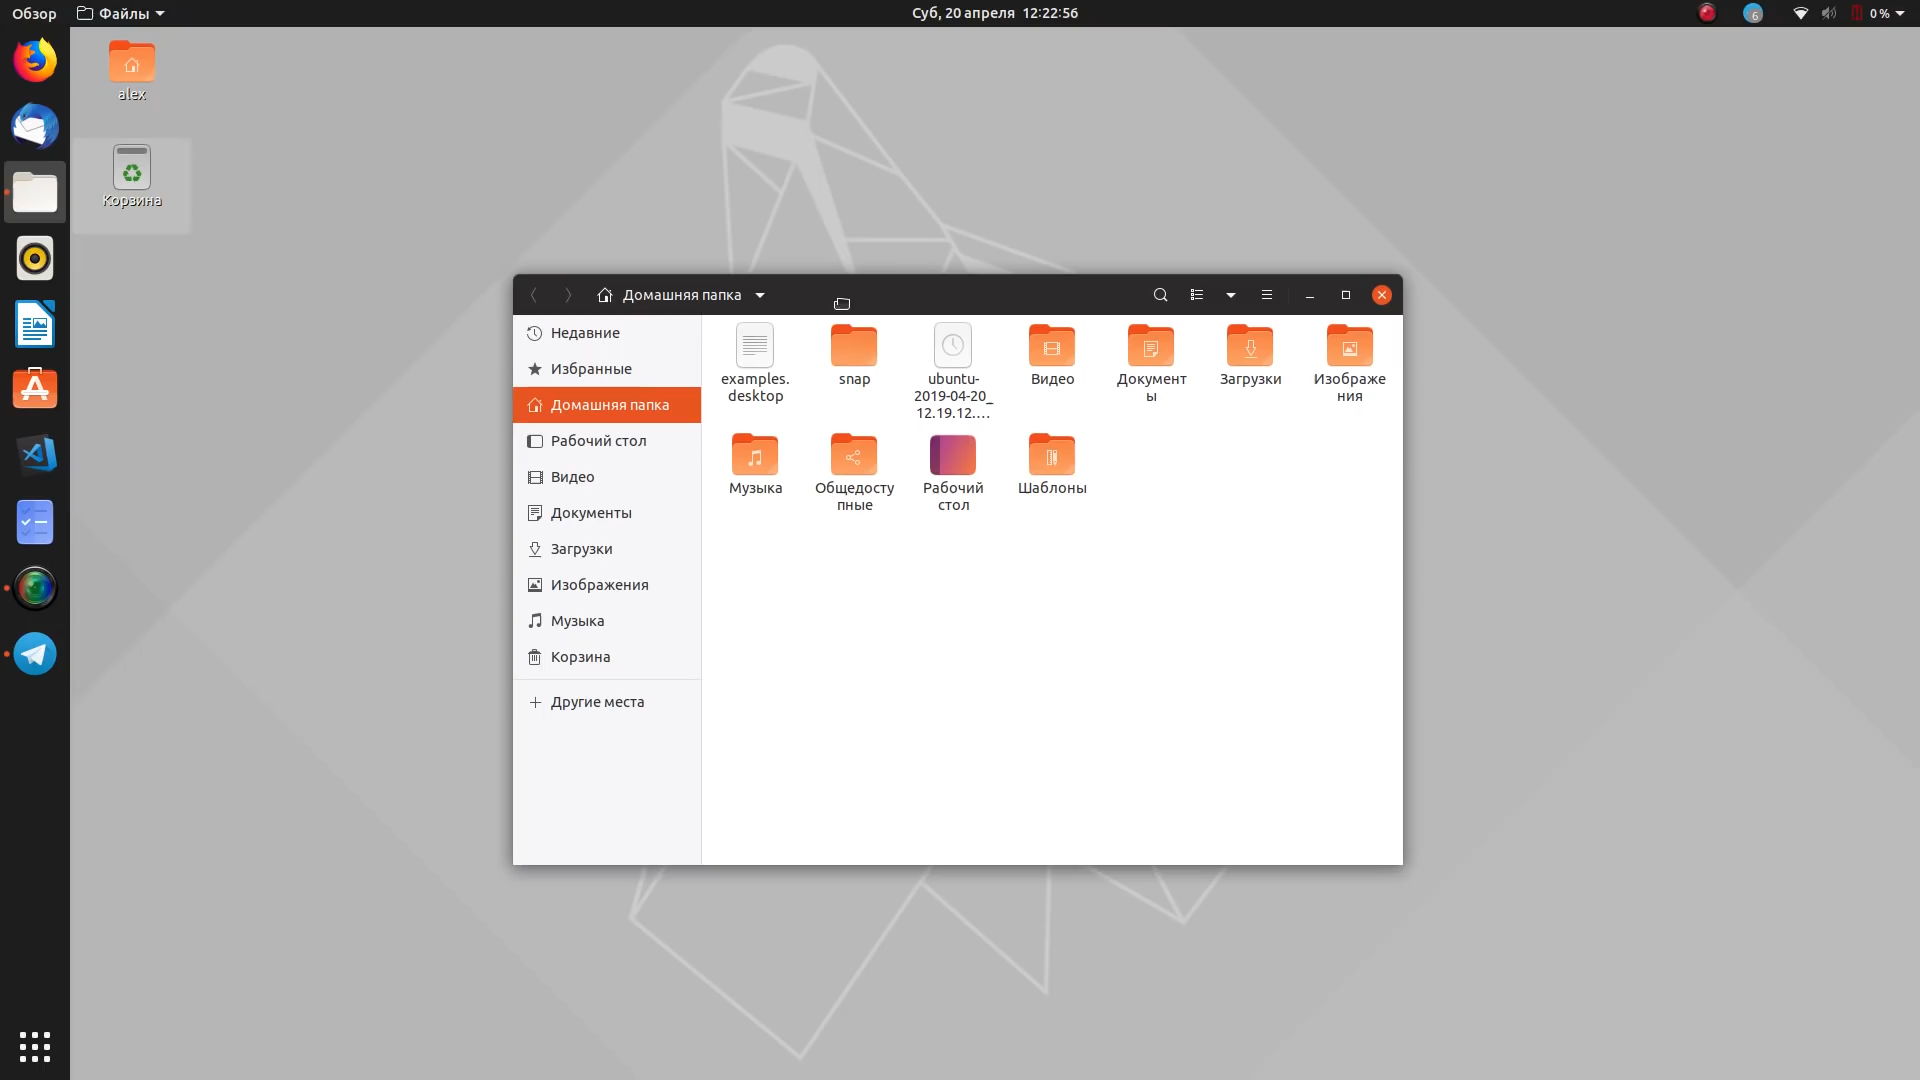 Обзор
Файлы
Суб, 20 апреля 12:22:56
6
0 %
alex
Корзина
Домашняя папка
Недавние
Избранные
Домашняя папка
Рабочий стол
Видео
Документы
Загрузки
Изображения
Музыка
Корзина
Другие места
examples.
desktop
snap
ubuntu-
2019-04-20_
12.19.12.…
Видео
Документ
ы
Загрузки
Изображе
ния
Музыка
Общедосту
пные
Рабочий
стол
Шаблоны